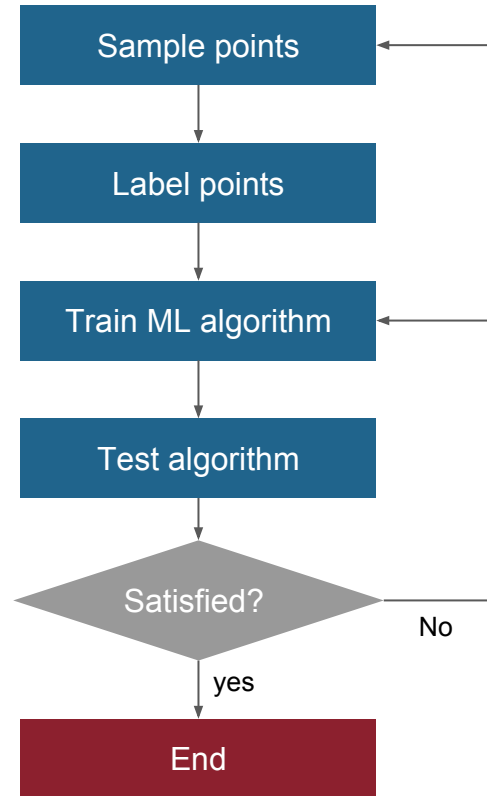 Sample points
Label points
Train ML algorithm
Test algorithm
Satisfied?
No
yes
End